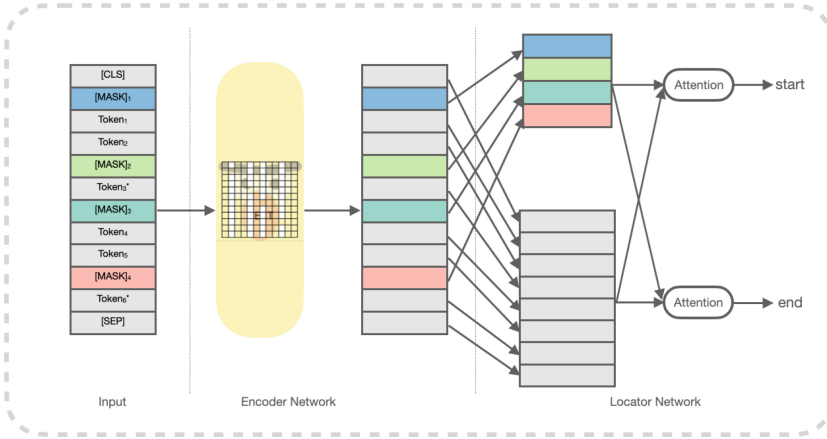 [CLS]
[MASK]₁
Token₁
Token₂
[MASK]₂
Token₃*
[MASK]₃
Token₄
Token₅
[MASK]₄
Token₆*
[SEP]
E T
Attention
start
Attention
end
Input
Encoder Network
Locator Network